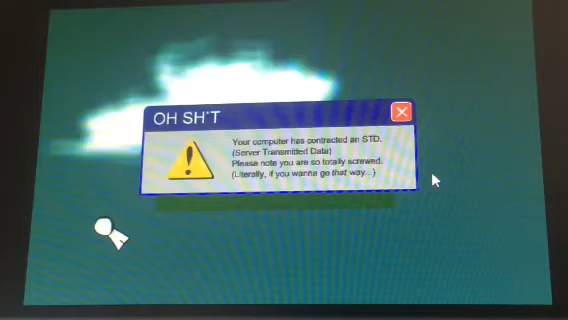 OH SH*T
Your computer has contracted an STD.
(Server Transmitted Data)
Please note you are so totally screwed.
(Literally, if you wanna go that way...)